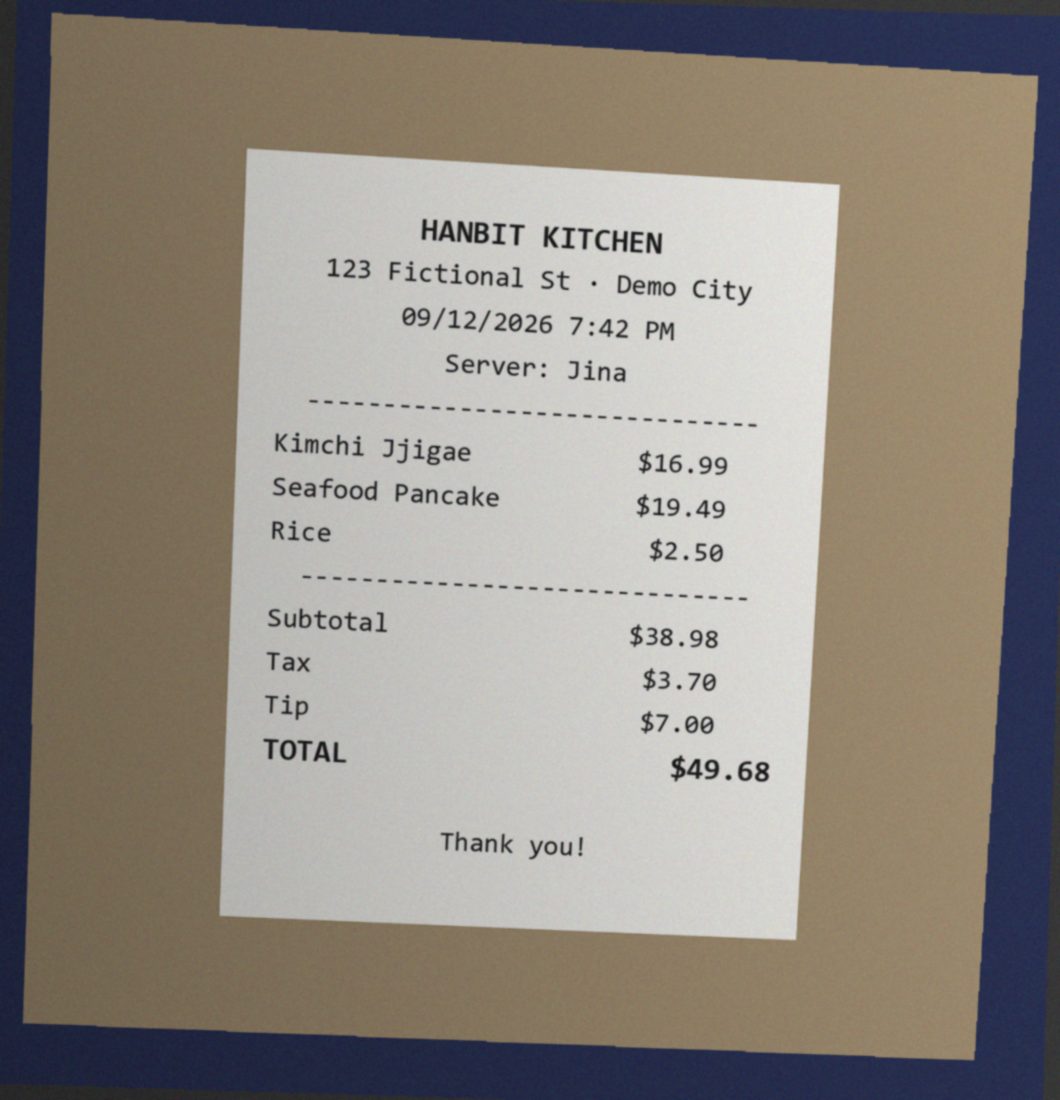 HANBIT KITCHEN
123 Fictional St · Demo City
09/12/2026 7:42 PM
Server: Jina
------------------------------
Kimchi Jjigae $16.99
Seafood Pancake $19.49
Rice $2.50
------------------------------
Subtotal $38.98
Tax $3.70
Tip $7.00
TOTAL $49.68
Thank you!